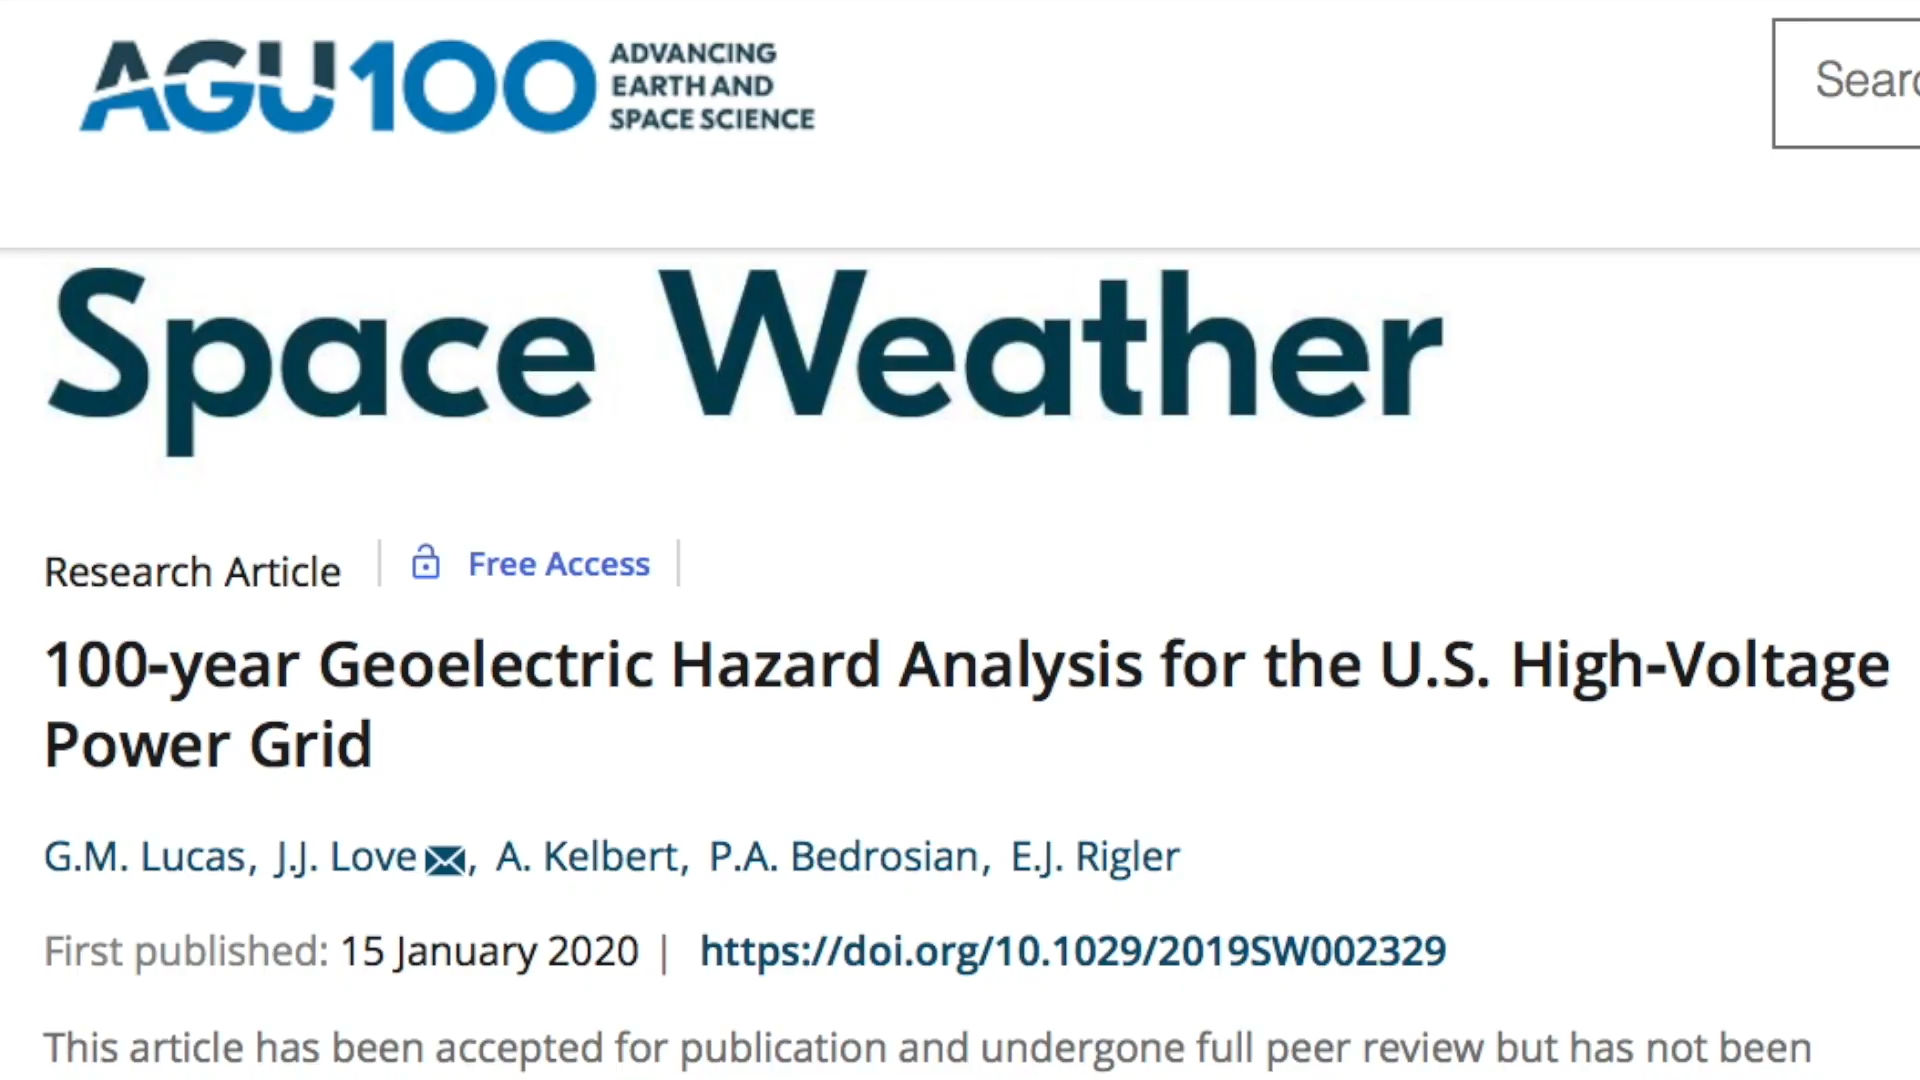 AGU100 ADVANCING
EARTH AND
SPACE SCIENCE
Space Weather
Research Article | Free Access |
100-year Geoelectric Hazard Analysis for the U.S. High-Voltage
Power Grid
G.M. Lucas, J.J. Love, A. Kelbert, P.A. Bedrosian, E.J. Rigler
First published: 15 January 2020 | https://doi.org/10.1029/2019SW002329
This article has been accepted for publication and undergone full peer review but has not been